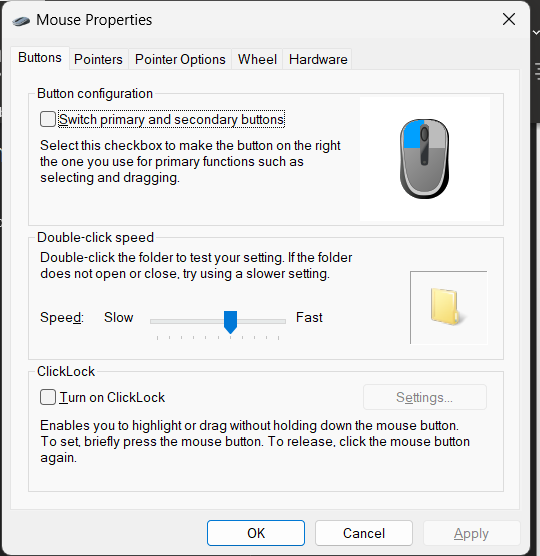 Mouse Properties
Buttons Pointers Pointer Options Wheel Hardware
Button configuration
Switch primary and secondary buttons
Select this checkbox to make the button on the right
the one you use for primary functions such as
selecting and dragging.
Double-click speed
Double-click the folder to test your setting. If the folder
does not open or close, try using a slower setting.
Speed: Slow Fast
ClickLock
Turn on ClickLock
Settings...
Enables you to highlight or drag without holding down the mouse button.
To set, briefly press the mouse button. To release, click the mouse button
again.
OK Cancel Apply